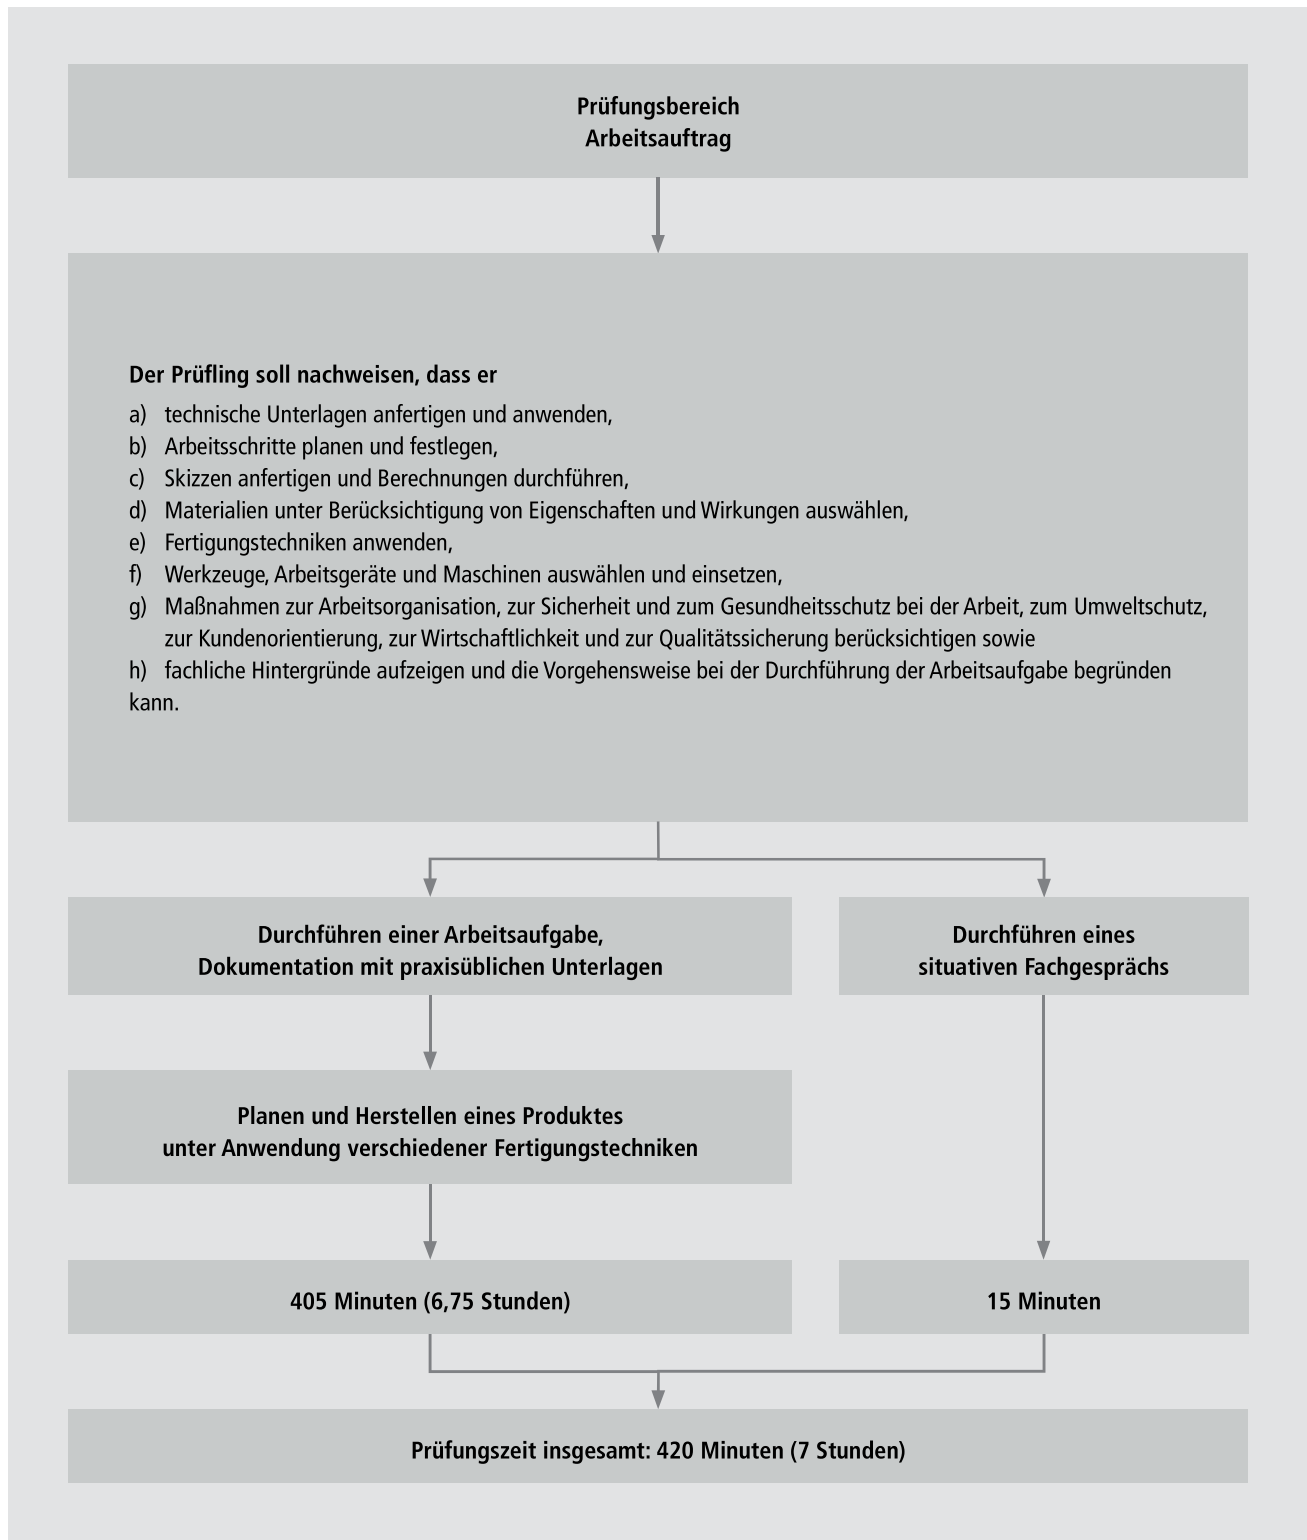 Prüfungsbereich
Arbeitsauftrag
Der Prüfling soll nachweisen, dass er
a) technische Unterlagen anfertigen und anwenden,
b) Arbeitsschritte planen und festlegen,
c) Skizzen anfertigen und Berechnungen durchführen,
d) Materialien unter Berücksichtigung von Eigenschaften und Wirkungen auswählen,
e) Fertigungstechniken anwenden,
f) Werkzeuge, Arbeitsgeräte und Maschinen auswählen und einsetzen,
g) Maßnahmen zur Arbeitsorganisation, zur Sicherheit und zum Gesundheitsschutz bei der Arbeit, zum Umweltschutz,
zur Kundenorientierung, zur Wirtschaftlichkeit und zur Qualitätssicherung berücksichtigen sowie
h) fachliche Hintergründe aufzeigen und die Vorgehensweise bei der Durchführung der Arbeitsaufgabe begründen
kann.
Durchführen einer Arbeitsaufgabe,
Dokumentation mit praxisüblichen Unterlagen
Durchführen eines
situativen Fachgesprächs
Planen und Herstellen eines Produktes
unter Anwendung verschiedener Fertigungstechniken
405 Minuten (6,75 Stunden)
15 Minuten
Prüfungszeit insgesamt: 420 Minuten (7 Stunden)